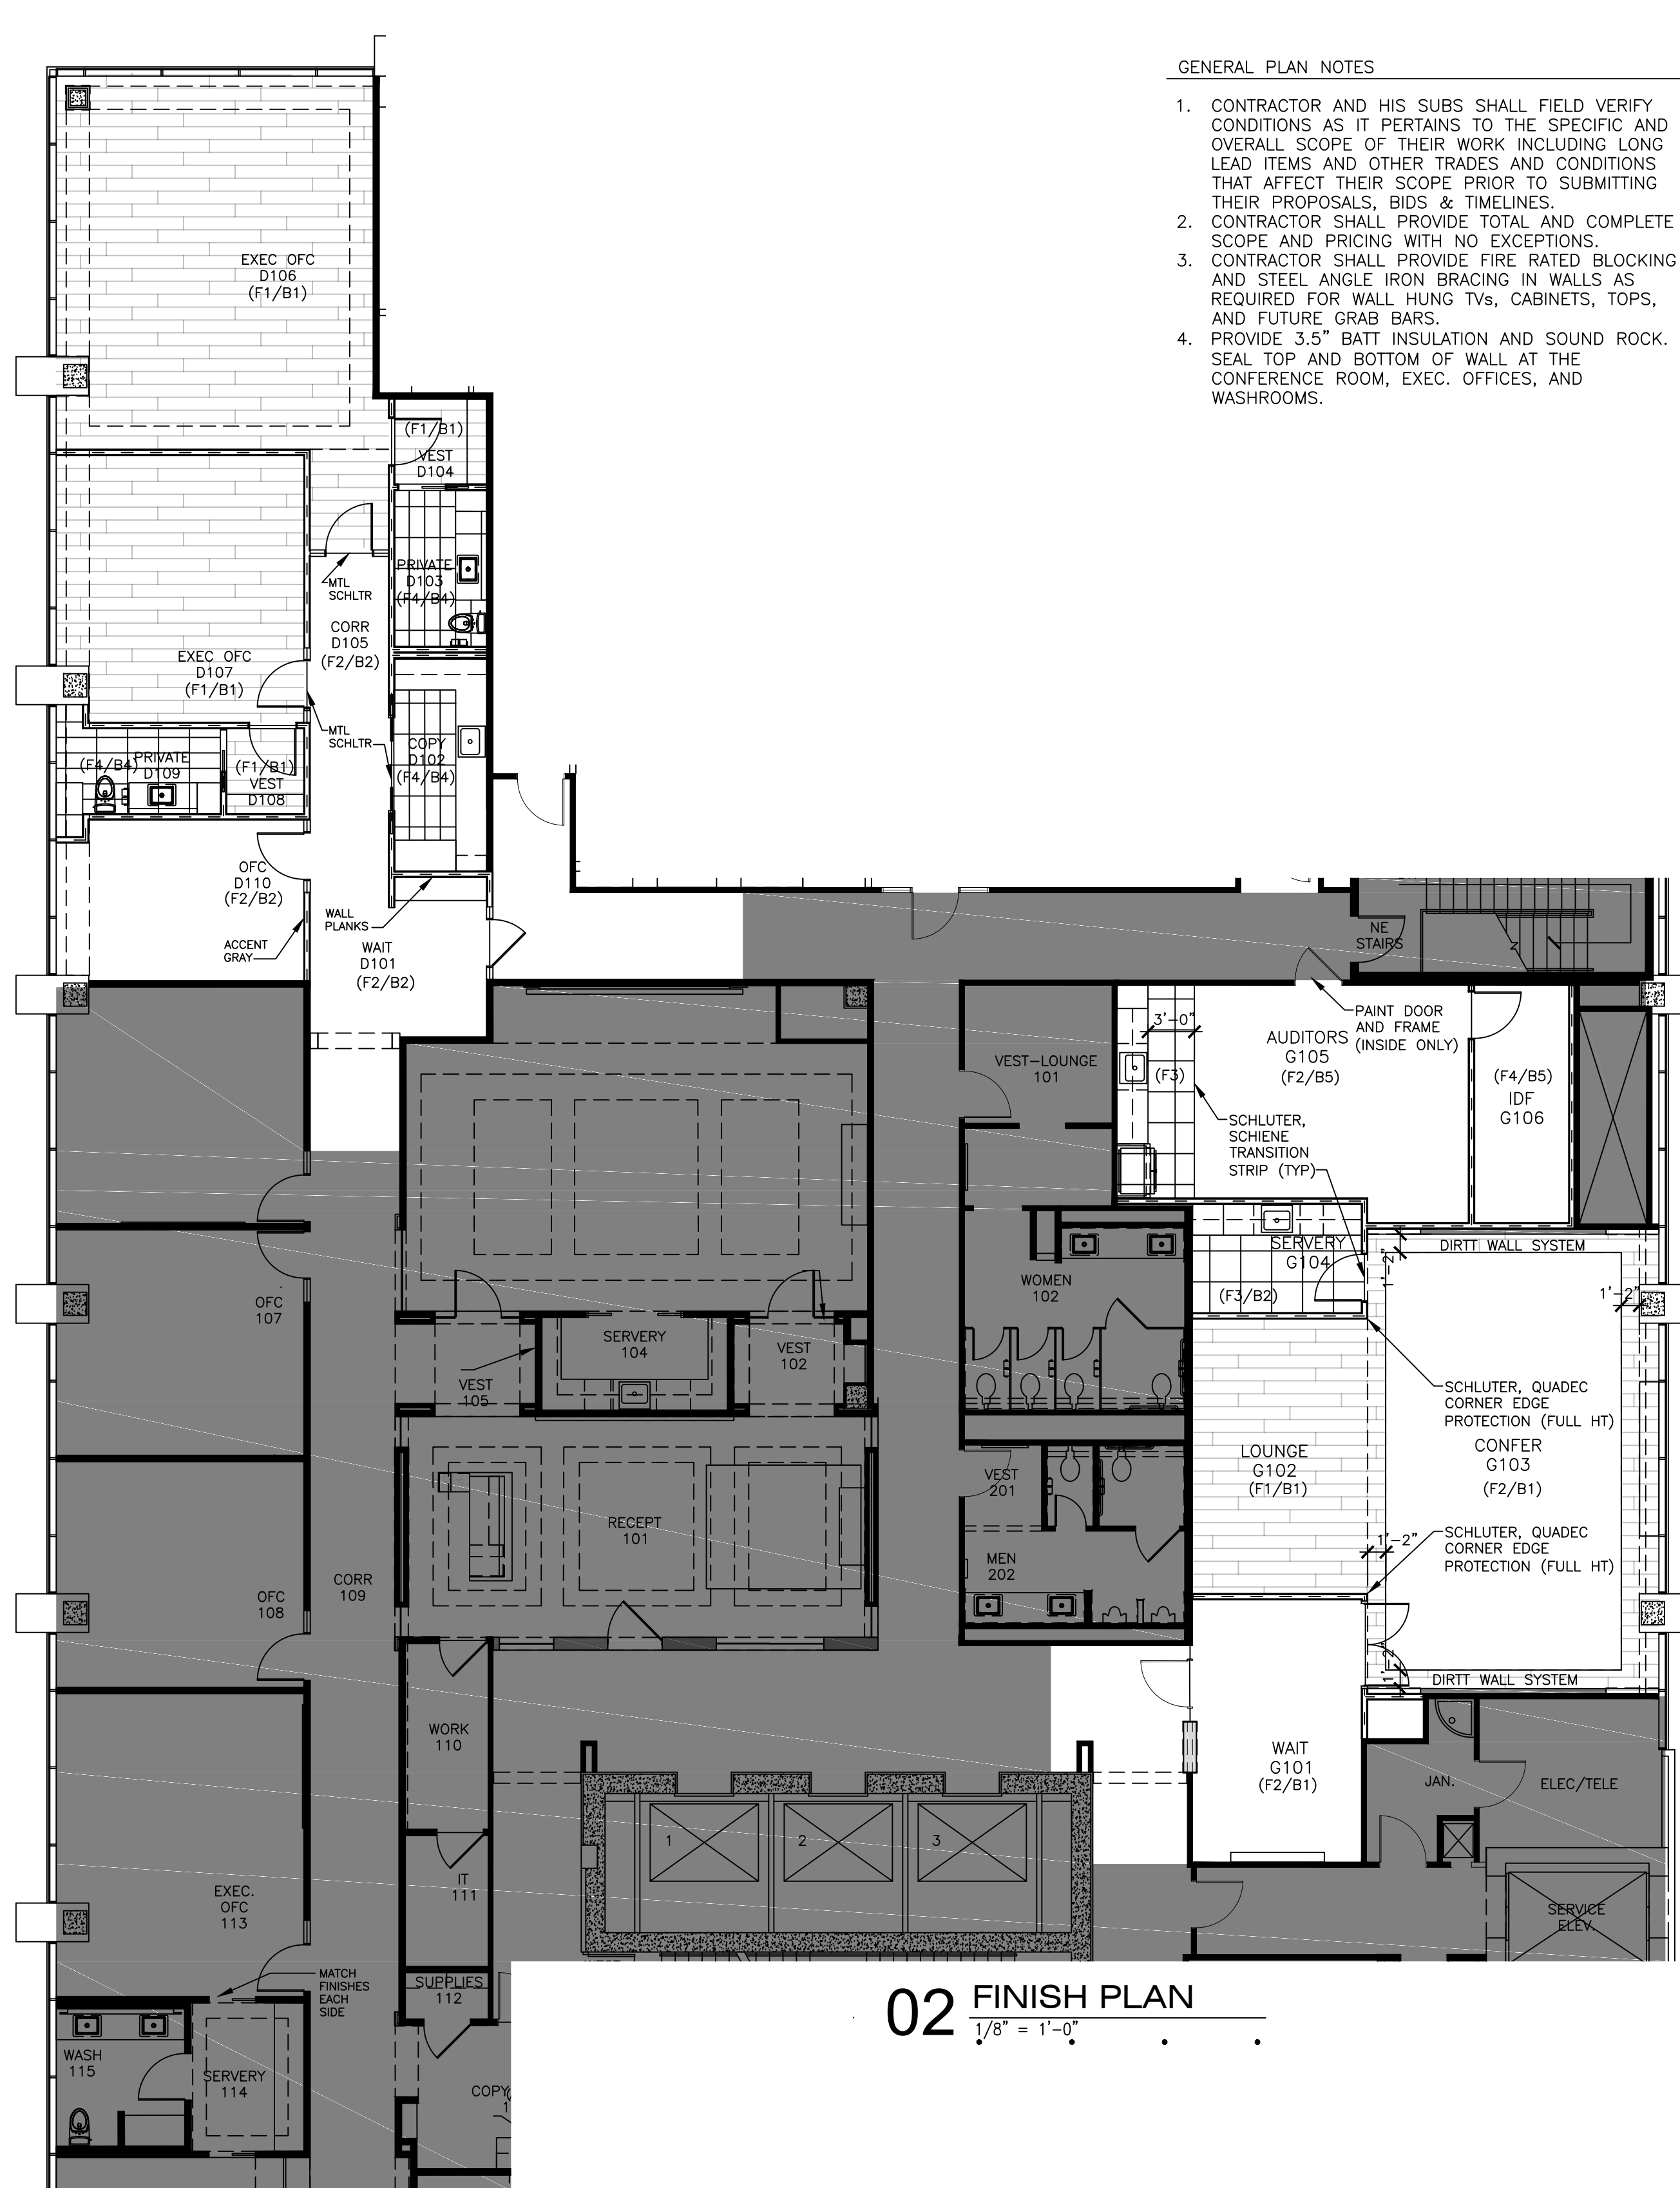 GENERAL PLAN NOTES
1. CONTRACTOR AND HIS SUBS SHALL FIELD VERIFY
CONDITIONS AS IT PERTAINS TO THE SPECIFIC AND
OVERALL SCOPE OF THEIR WORK INCLUDING LONG
LEAD ITEMS AND OTHER TRADES AND CONDITIONS
THAT AFFECT THEIR SCOPE PRIOR TO SUBMITTING
THEIR PROPOSALS, BIDS & TIMELINES.
2. CONTRACTOR SHALL PROVIDE TOTAL AND COMPLETE
SCOPE AND PRICING WITH NO EXCEPTIONS.
3. CONTRACTOR SHALL PROVIDE FIRE RATED BLOCKING
AND STEEL ANGLE IRON BRACING IN WALLS AS
REQUIRED FOR WALL HUNG TVs, CABINETS, TOPS,
AND FUTURE GRAB BARS.
4. PROVIDE 3.5" BATT INSULATION AND SOUND ROCK.
SEAL TOP AND BOTTOM OF WALL AT THE
CONFERENCE ROOM, EXEC. OFFICES, AND
WASHROOMS.
EXEC OFC
D106
(F1/B1)
(F1/B1)
VEST
D104
PRIVATE
D103
(F4/B4)
MTL
SCHLTR
CORR
D105
(F2/B2)
EXEC OFC
D107
(F1/B1)
MTL
SCHLTR
COPY
D102
(F4/B4)
(F4/B4)
PRIVATE
D109
(F1/B1)
VEST
D108
OFC
D110
(F2/B2)
ACCENT
GRAY
WALL
PLANKS
WAIT
D101
(F2/B2)
NE
STAIRS
PAINT DOOR
AND FRAME
(INSIDE ONLY)
3'-0"
AUDITORS
G105
(F2/B5)
(F3)
(F4/B5)
IDF
G106
VEST-LOUNGE
101
SCHLUTER,
SCHIENE
TRANSITION
STRIP (TYP)
SERVERY
G104
(F3/B2)
DIRTT WALL SYSTEM
1'-2"
1'-2"
WOMEN
102
OFC
107
SERVERY
104
VEST
102
VEST
105
SCHLUTER, QUADEC
CORNER EDGE
PROTECTION (FULL HT)
LOUNGE
G102
(F1/B1)
CONFER
G103
(F2/B1)
VEST
201
RECEPT
101
1'-2"
SCHLUTER, QUADEC
CORNER EDGE
PROTECTION (FULL HT)
MEN
202
CORR
109
OFC
108
1'-2"
DIRTT WALL SYSTEM
WORK
110
WAIT
G101
(F2/B1)
JAN.
ELEC/TELE
1
2
3
IT
111
EXEC.
OFC
113
SERVICE
ELEV.
MATCH
FINISHES
EACH
SIDE
SUPPLIES
112
WASH
115
SERVERY
114
COPY
02 FINISH PLAN
1/8" = 1'-0"